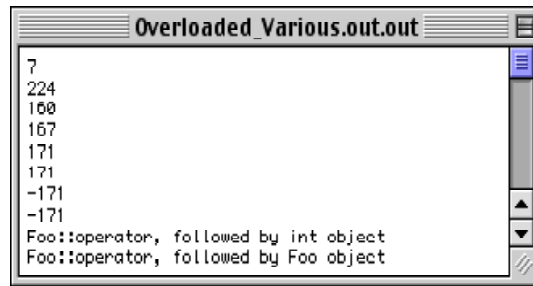 Overloaded_Various.out.out
7
224
160
167
171
171
-171
-171
Foo::operator, followed by int object
Foo::operator, followed by Foo object